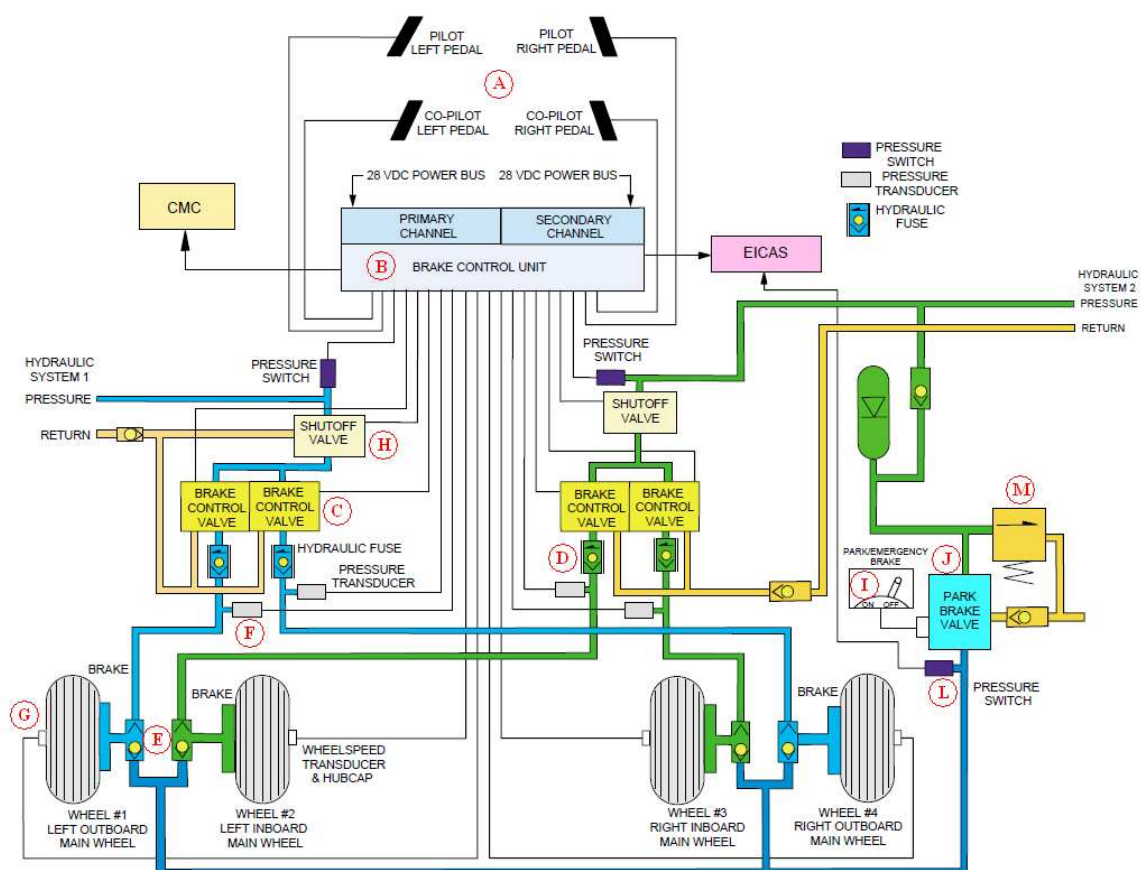 PILOT
LEFT PEDAL
PILOT
RIGHT PEDAL
A
CO-PILOT
LEFT PEDAL
CO-PILOT
RIGHT PEDAL
PRESSURE
SWITCH
PRESSURE
TRANSDUCER
HYDRAULIC
FUSE
28 VDC POWER BUS
28 VDC POWER BUS
CMC
PRIMARY
CHANNEL
SECONDARY
CHANNEL
B
BRAKE CONTROL UNIT
EICAS
HYDRAULIC
SYSTEM 2
PRESSURE
RETURN
HYDRAULIC
SYSTEM 1
PRESSURE
RETURN
PRESSURE
SWITCH
PRESSURE
SWITCH
SHUTOFF
VALVE
H
SHUTOFF
VALVE
BRAKE
CONTROL
VALVE
BRAKE
CONTROL
VALVE
C
BRAKE
CONTROL
VALVE
BRAKE
CONTROL
VALVE
M
HYDRAULIC FUSE
PRESSURE
TRANSDUCER
D
F
PARK/EMERGENCY
BRAKE
I
ON OFF
J
PARK
BRAKE
VALVE
L
PRESSURE
SWITCH
BRAKE
BRAKE
BRAKE
G
E
WHEELSPEED
TRANSDUCER
& HUBCAP
WHEEL #1
LEFT OUTBOARD
MAIN WHEEL
WHEEL #2
LEFT INBOARD
MAIN WHEEL
WHEEL #3
RIGHT INBOARD
MAIN WHEEL
WHEEL #4
RIGHT OUTBOARD
MAIN WHEEL